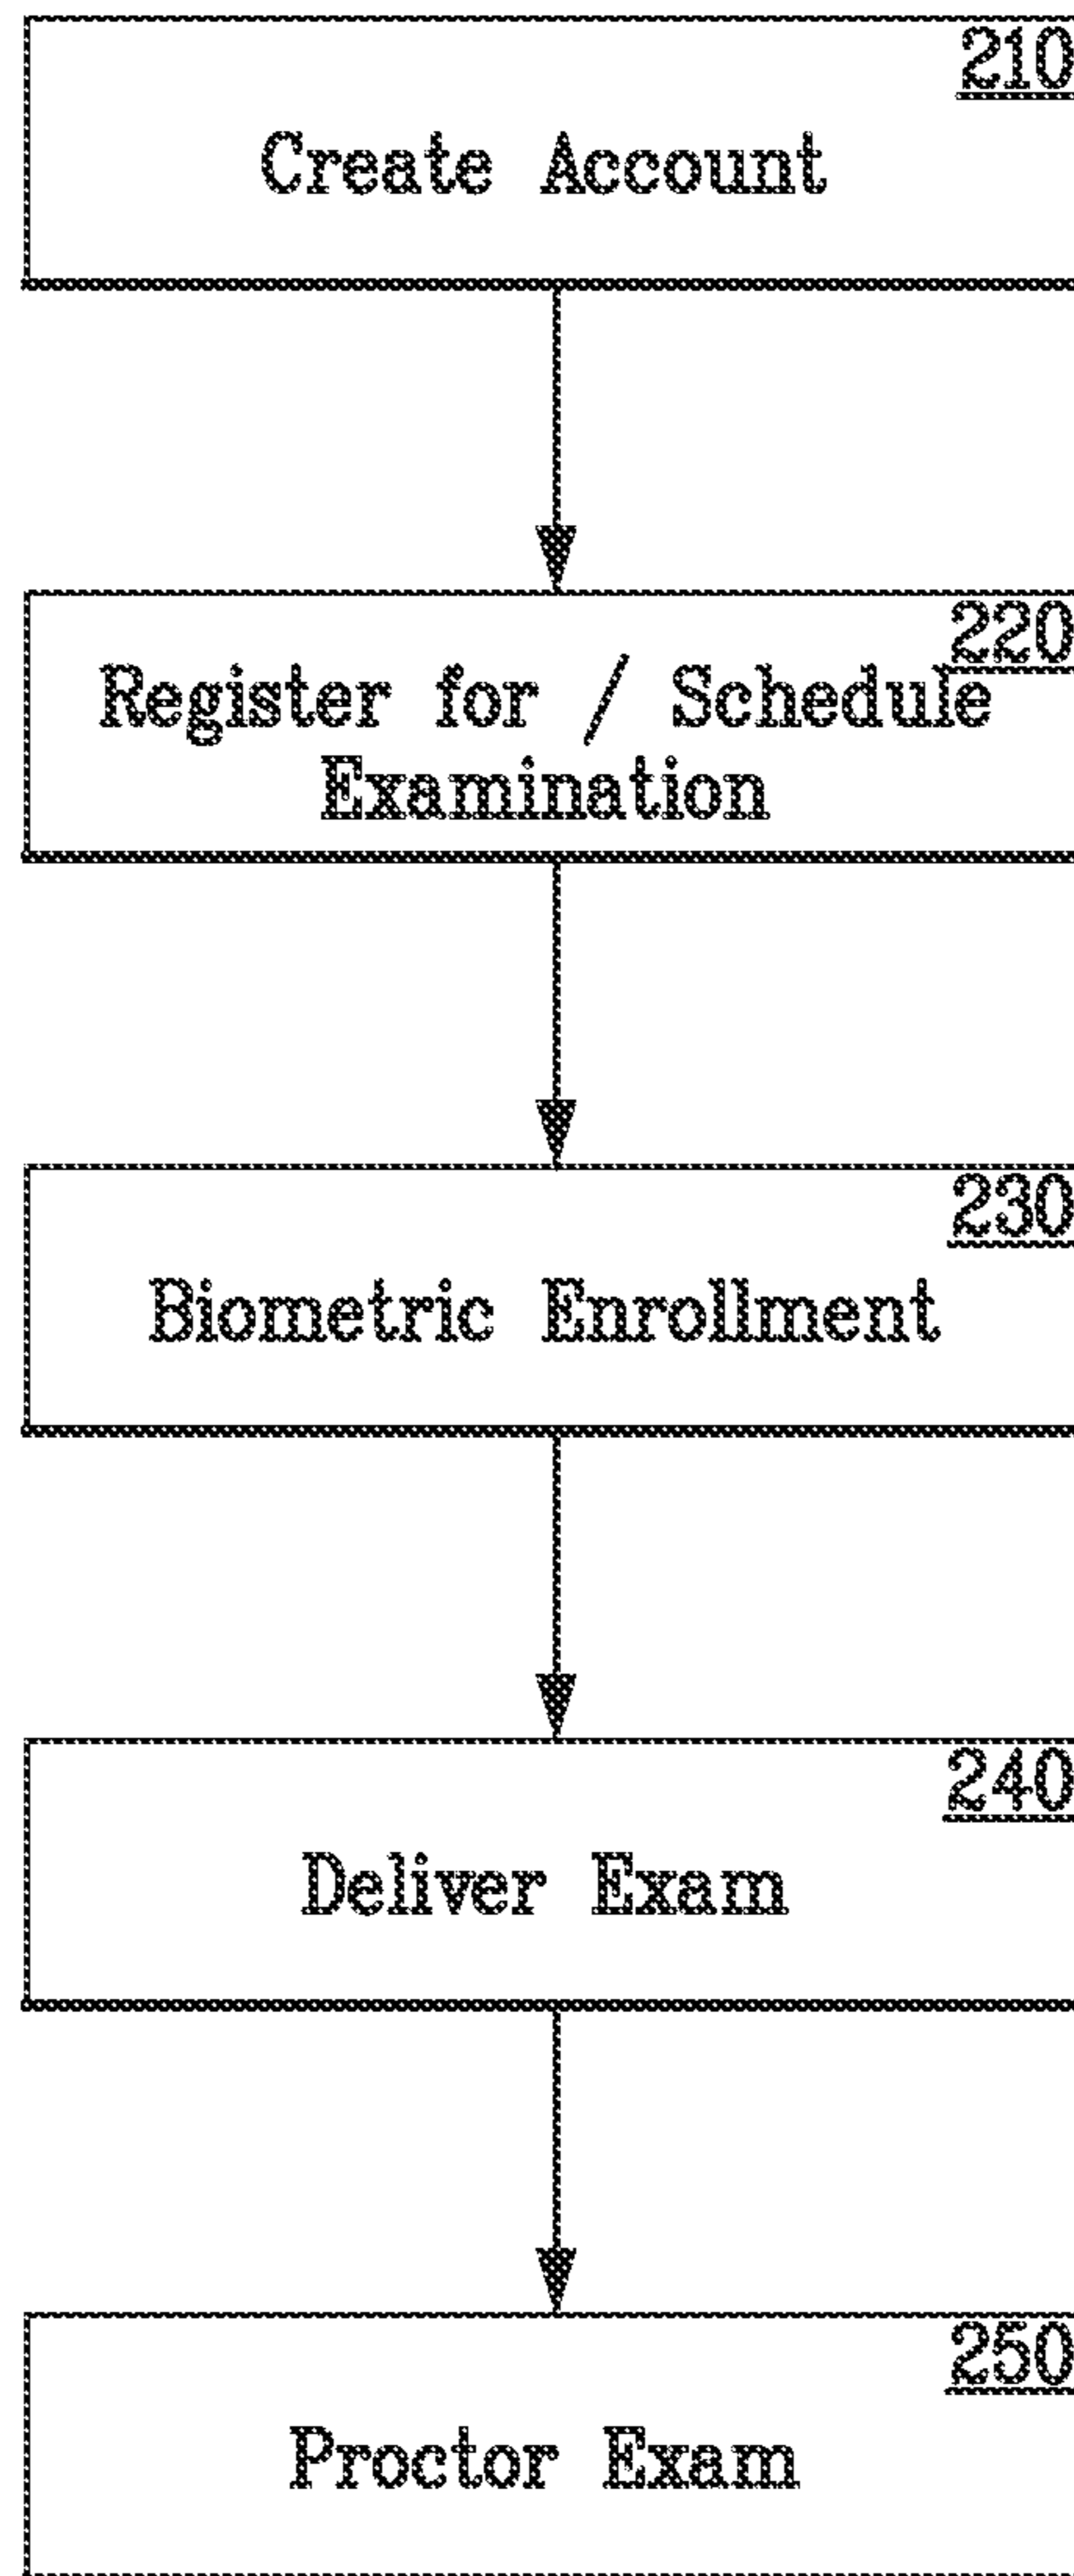 210
Create Account
220
Register for / Schedule
Examination
230
Biometric Enrollment
240
Deliver Exam
250
Proctor Exam